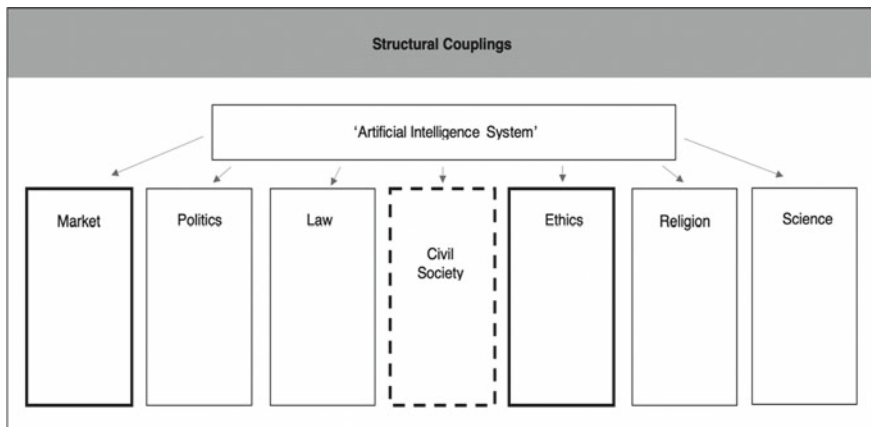 Structural Couplings
‘Artificial Intelligence System’
Market
Politics
Law
Civil
Society
Ethics
Religion
Science